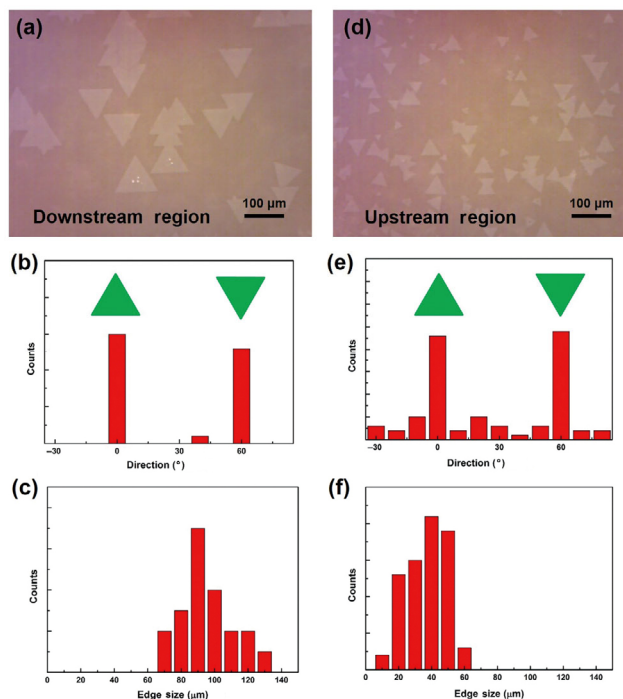 (a)
100 µm
Downstream region
(d)
100 µm
Upstream region
(b)
Counts
−30 0 30 60
Direction (°)
(e)
Counts
−30 0 30 60
Direction (°)
(c)
Counts
0 20 40 60 80 100 120 140
Edge size (µm)
(f)
Counts
0 20 40 60 80 100 120 140
Edge size (µm)